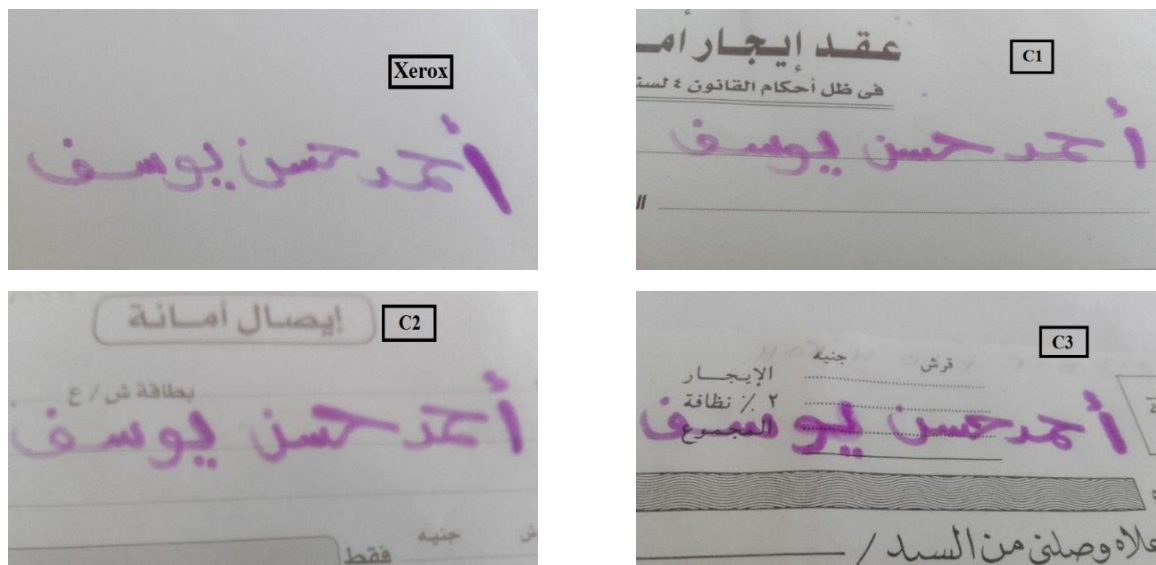 Xerox
أحمد حسن يوسف
C1
عقد إيجار أمـ
فى ظل أحكام القانون ٤ لسنـ
أحمد حسن يوسف
C2
إيصال أمانة
بطاقة ش / ع
أحمد حسن يوسف
جنيه
فقط
C3
قرش
جنيه
الإيجار
٢ ٪ نظافة
المجموع
أحمد حسن يوسف
علاه وصلنى من السيد /